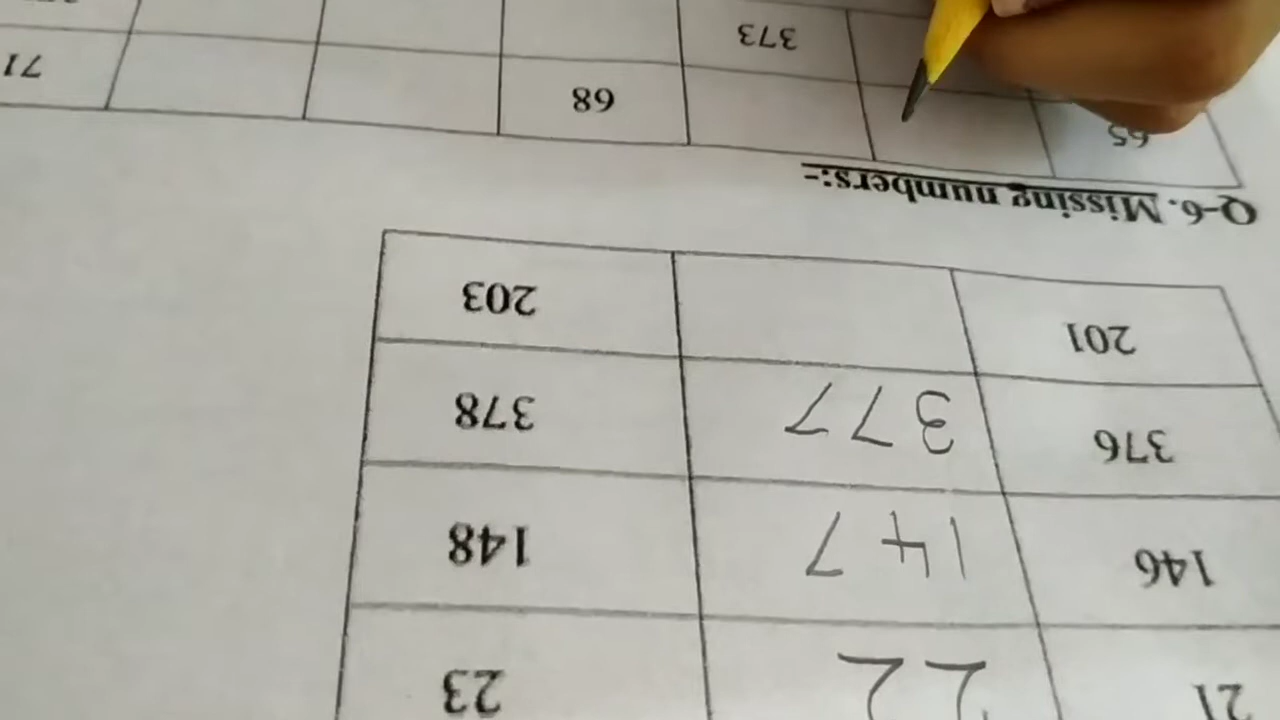 21 22 23
146 147 148
376 377 378
201 203
Q-6. Missing numbers:-
65 68 71
373